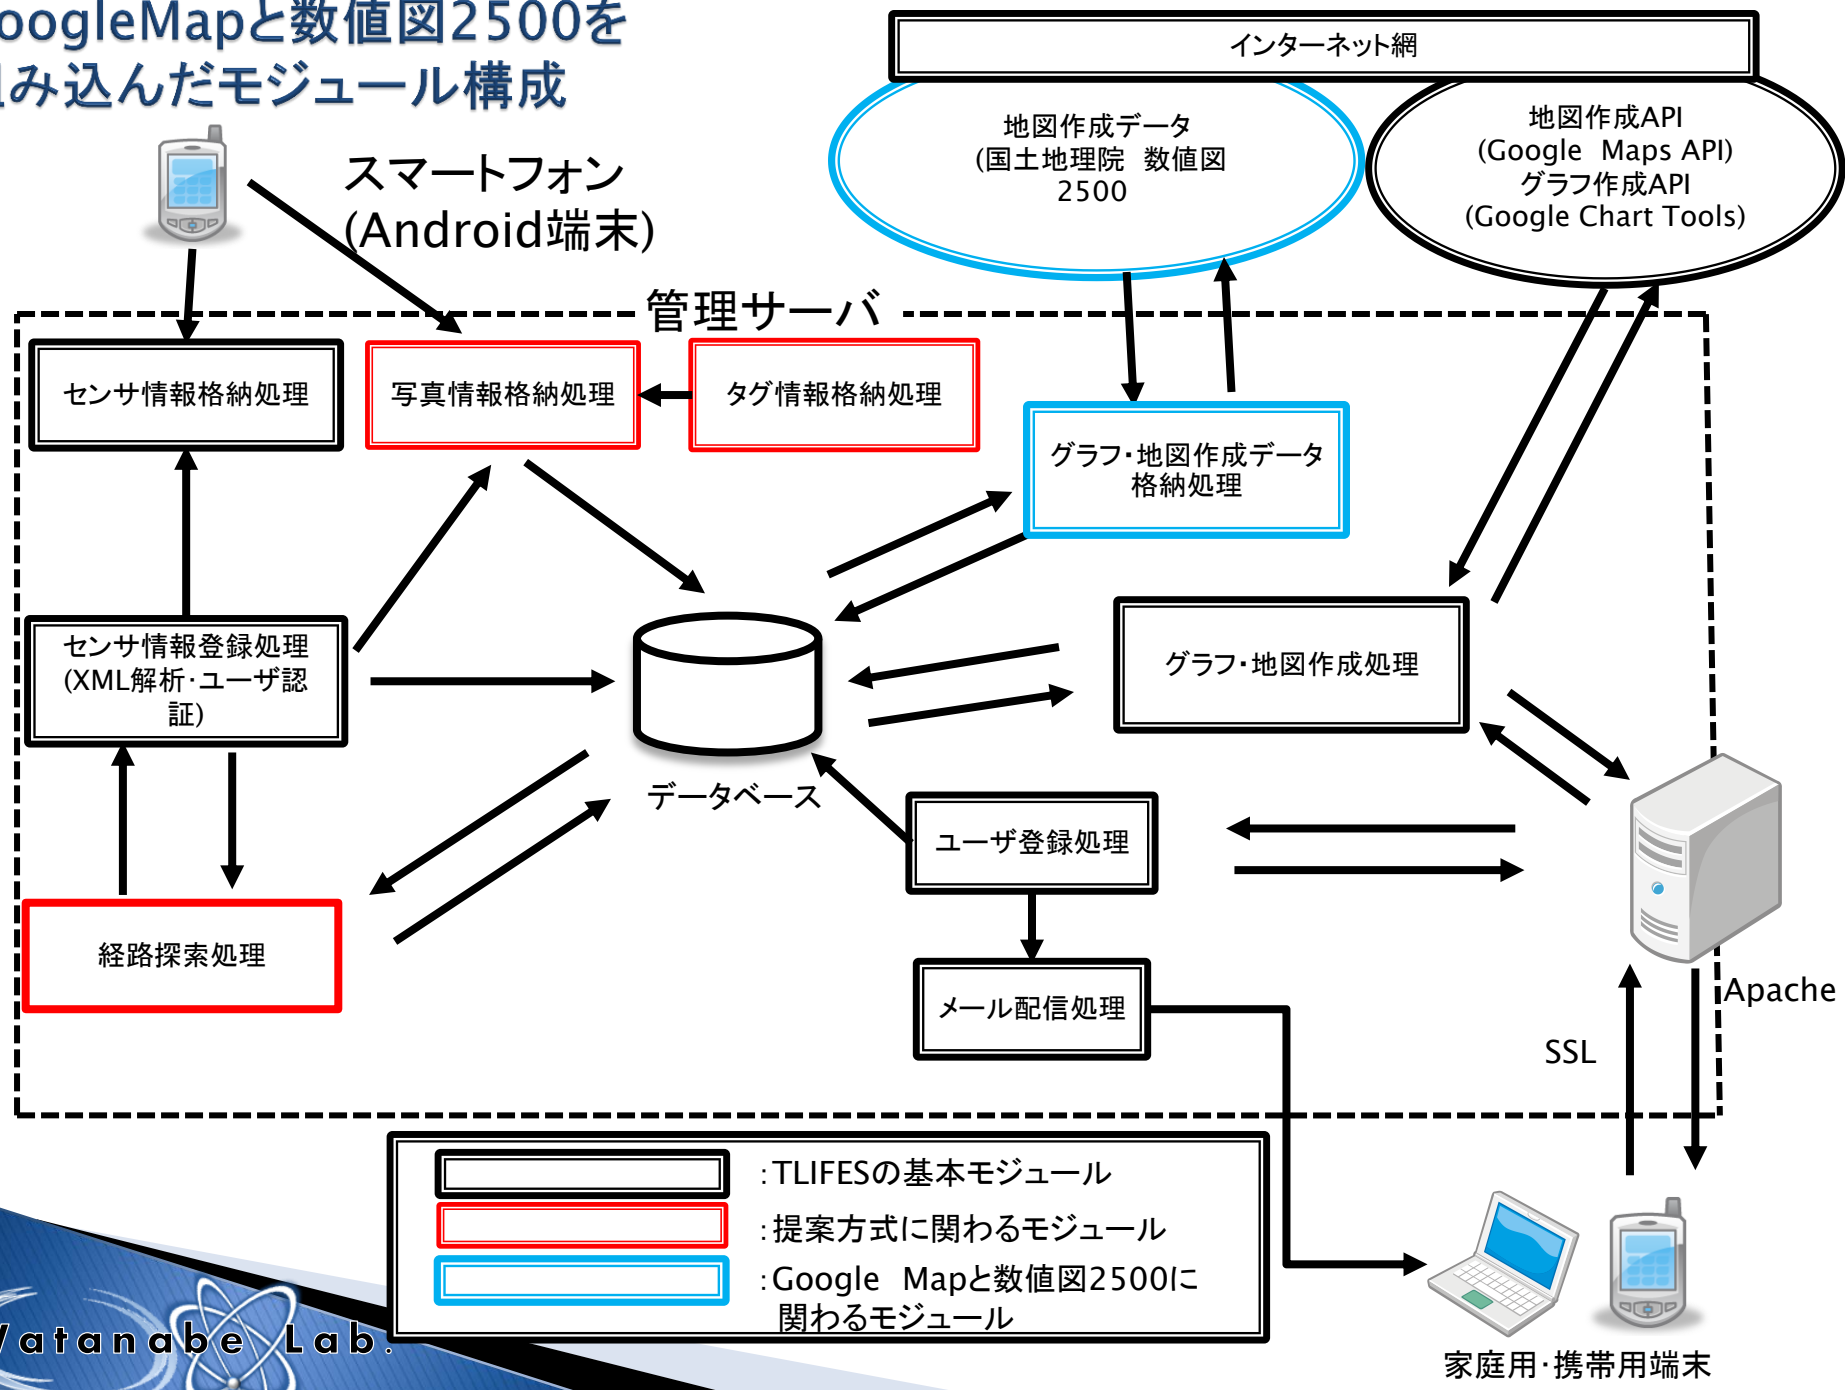 oogleMapと数値図2500を
み込んだモジュール構成
インターネット網
地図作成データ
(国土地理院 数値図
2500
地図作成API
(Google Maps API)
グラフ作成API
(Google Chart Tools)
スマートフォン
(Android端末)
管理サーバ
センサ情報格納処理
写真情報格納処理
タグ情報格納処理
グラフ・地図作成データ
格納処理
センサ情報登録処理
(XML解析・ユーザ認
証)
グラフ・地図作成処理
データベース
ユーザ登録処理
経路探索処理
メール配信処理
Apache
SSL
:TLIFESの基本モジュール
:提案方式に関わるモジュール
:Google Mapと数値図2500に
関わるモジュール
atanabe Lab.
家庭用・携帯用端末